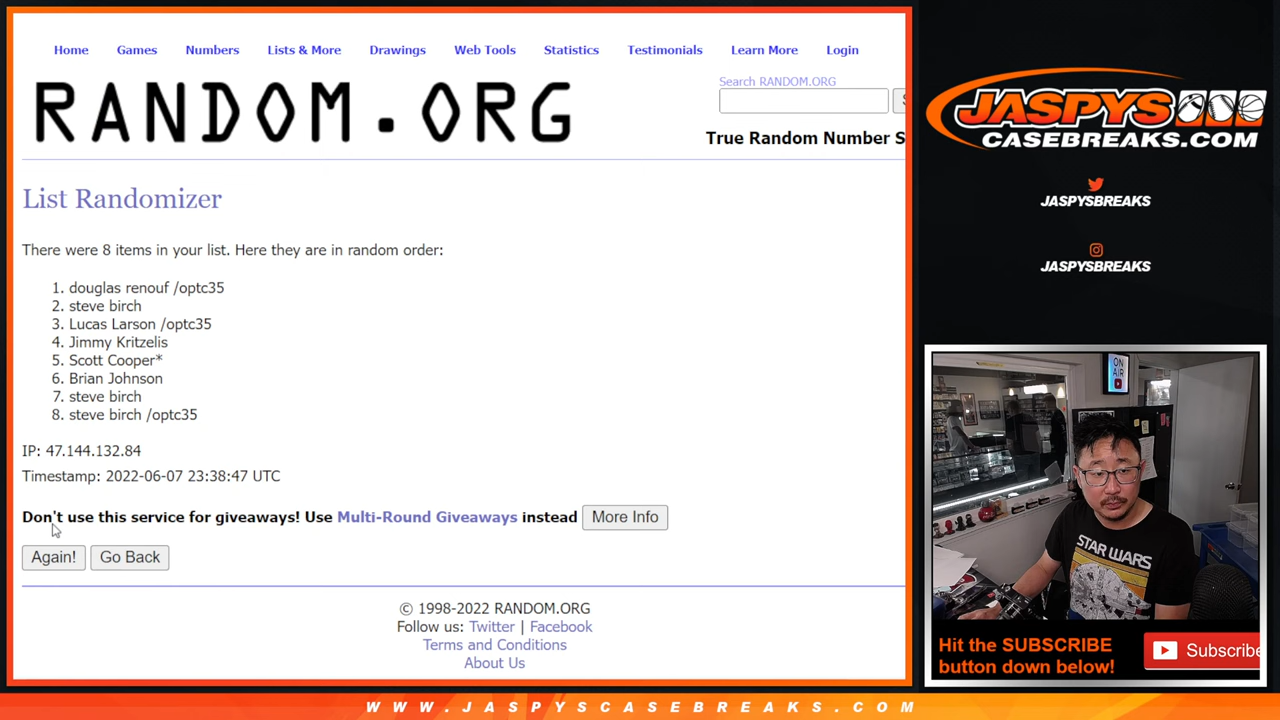 Home Games Numbers Lists & More Drawings Web Tools Statistics Testimonials Learn More Login
RANDOM.ORG
Search RANDOM.ORG
S
True Random Number S
List Randomizer
There were 8 items in your list. Here they are in random order:
1. douglas renouf /optc35
2. steve birch
3. Lucas Larson /optc35
4. Jimmy Kritzelis
5. Scott Cooper*
6. Brian Johnson
7. steve birch
8. steve birch /optc35
IP: 47.144.132.84
Timestamp: 2022-06-07 23:38:47 UTC
Don't use this service for giveaways! Use Multi-Round Giveaways instead More Info
Again! Go Back
© 1998-2022 RANDOM.ORG
Follow us: Twitter | Facebook
Terms and Conditions
About Us
JASPYS
CASEBREAKS.COM
JASPYSBREAKS
JASPYSBREAKS
ON
AIR
STAR WARS
Hit the SUBSCRIBE
button down below!
Subscribe
WWW.JASPYSCASEBREAKS.COM